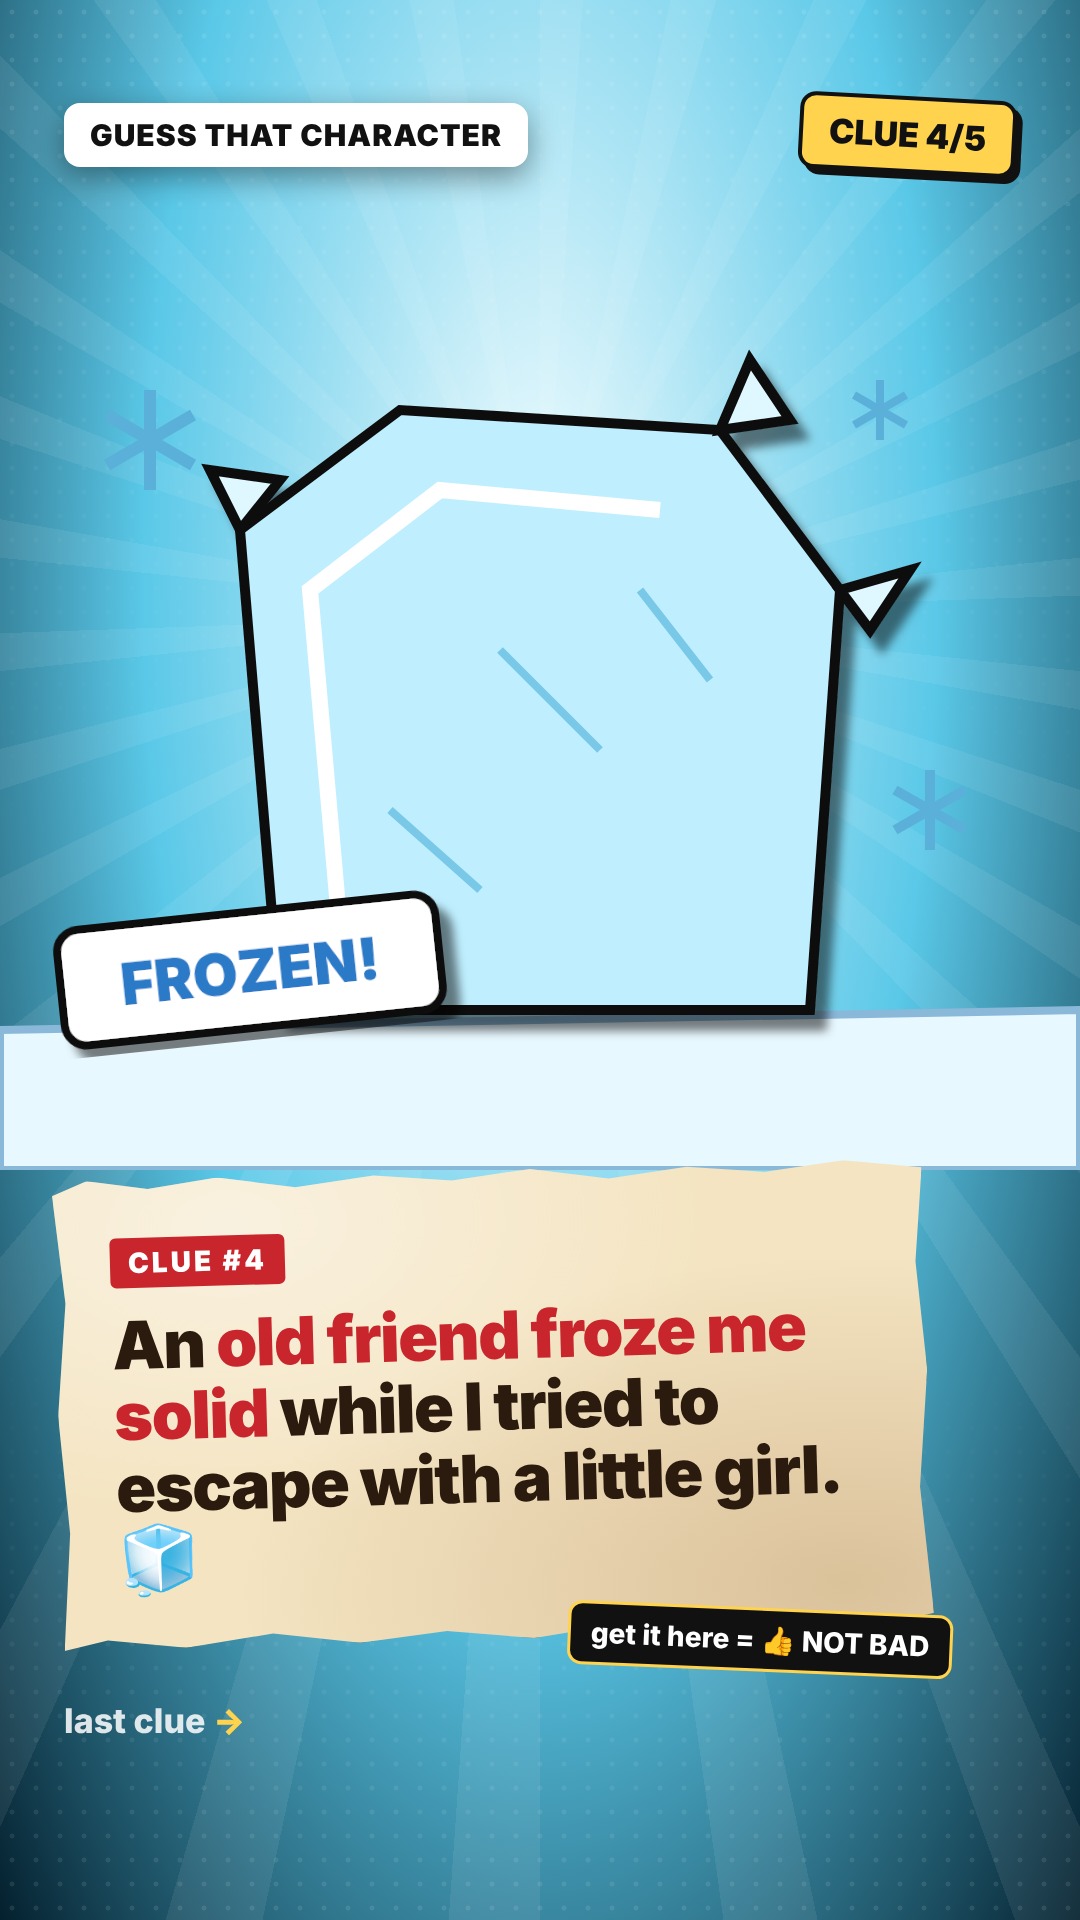 GUESS THAT CHARACTER
CLUE 4/5
FROZEN!
CLUE #4
An old friend froze me
solid while I tried to
escape with a little girl.
🧊
get it here = 👍 NOT BAD
last clue →